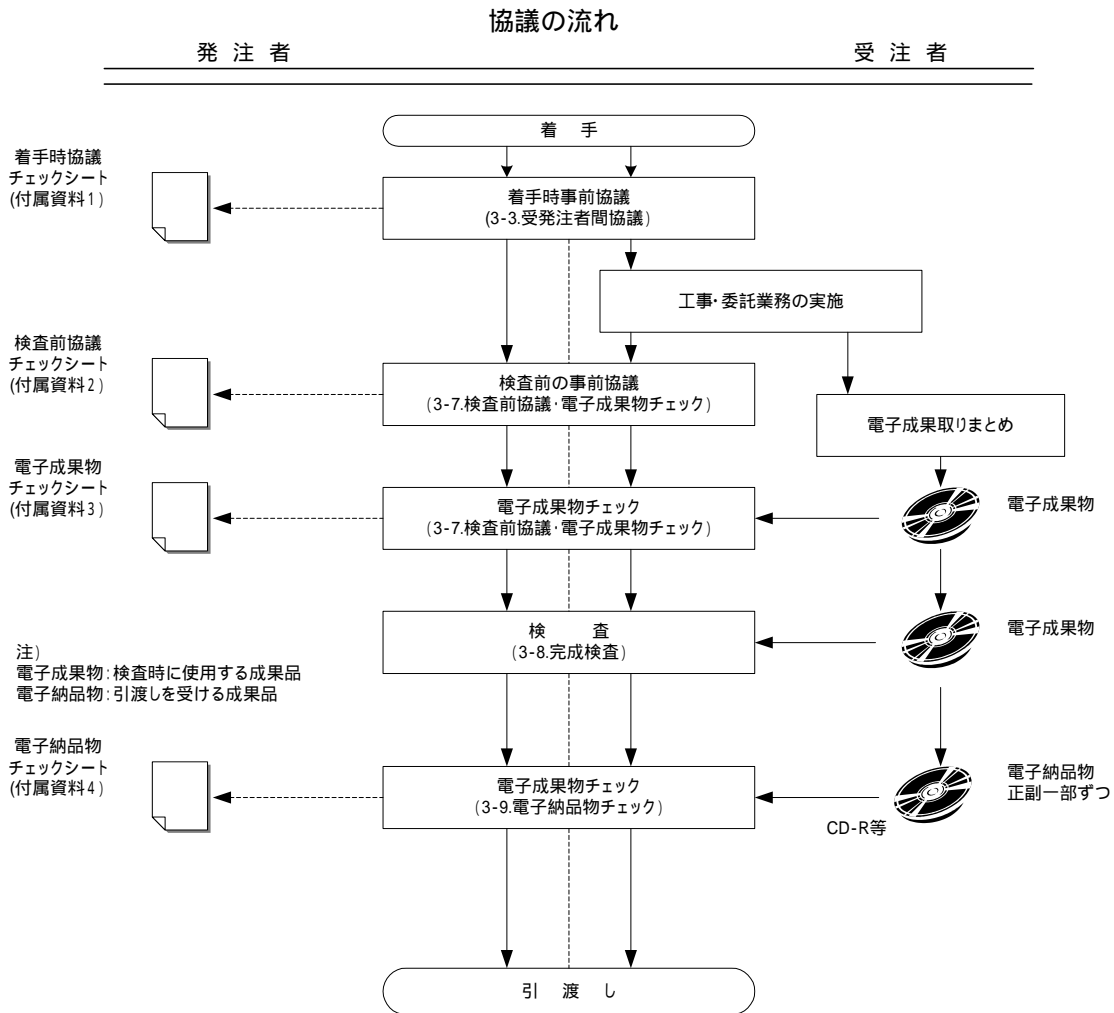 協議の流れ
発 注 者
受 注 者
着 手
着手時協議
チェックシート
(付属資料1)
着手時事前協議
(3-3.受発注者間協議)
工事・委託業務の実施
検査前協議
チェックシート
(付属資料2)
検査前の事前協議
(3-7.検査前協議・電子成果物チェック)
電子成果取りまとめ
電子成果物
チェックシート
(付属資料3)
電子成果物チェック
(3-7.検査前協議・電子成果物チェック)
電子成果物
検 査
(3-8.完成検査)
電子成果物
注)
電子成果物:検査時に使用する成果品
電子納品物:引渡しを受ける成果品
電子納品物
チェックシート
(付属資料4)
電子成果物チェック
(3-9.電子納品物チェック)
電子納品物
正副一部ずつ
CD-R等
引 渡 し